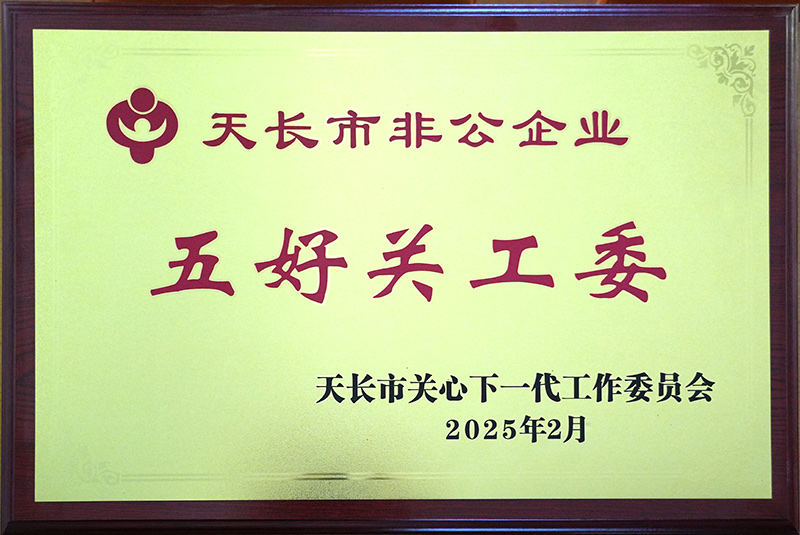 天长市非公企业
五好关工委
天长市关心下一代工作委员会
2025年2月